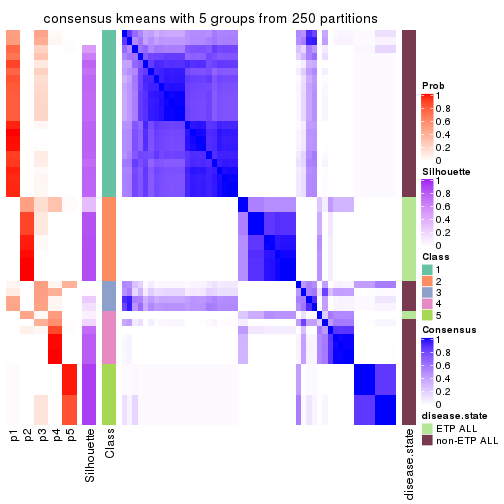 consensus kmeans with 5 groups from 250 partitions
Prob
1
0.8
0.6
0.4
0.2
0
Silhouette
1
0.8
0.6
0.4
0.2
0
Class
1
2
3
4
5
Consensus
1
0.8
0.6
0.4
0.2
0
disease.state
ETP ALL
non-ETP ALL
p1
p2
p3
p4
p5
Silhouette
Class
disease.state